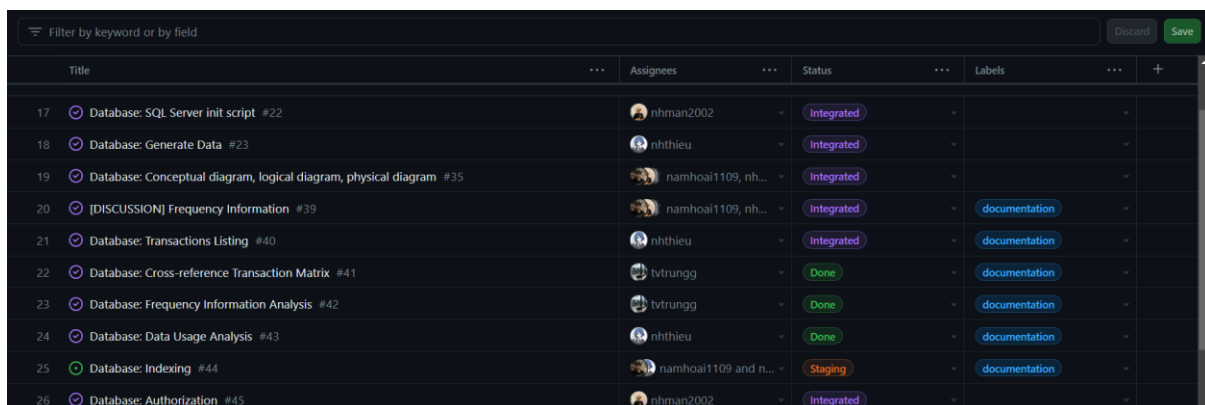 Filter by keyword or by field Discard Save
Title ... Assignees ... Status ... Labels ... +
17 Database: SQL Server init script #22 nhman2002 Integrated
18 Database: Generate Data #23 nhthieu Integrated
19 Database: Conceptual diagram, logical diagram, physical diagram #35 namhoai1109, nh... Integrated
20 [DISCUSSION] Frequency Information #39 namhoai1109, nh... Integrated documentation
21 Database: Transactions Listing #40 nhthieu Integrated documentation
22 Database: Cross-reference Transaction Matrix #41 tvtrungg Done documentation
23 Database: Frequency Information Analysis #42 tvtrungg Done documentation
24 Database: Data Usage Analysis #43 nhthieu Done documentation
25 Database: Indexing #44 namhoai1109 and n... Staging documentation
26 Database: Authorization #45 nhman2002 Integrated